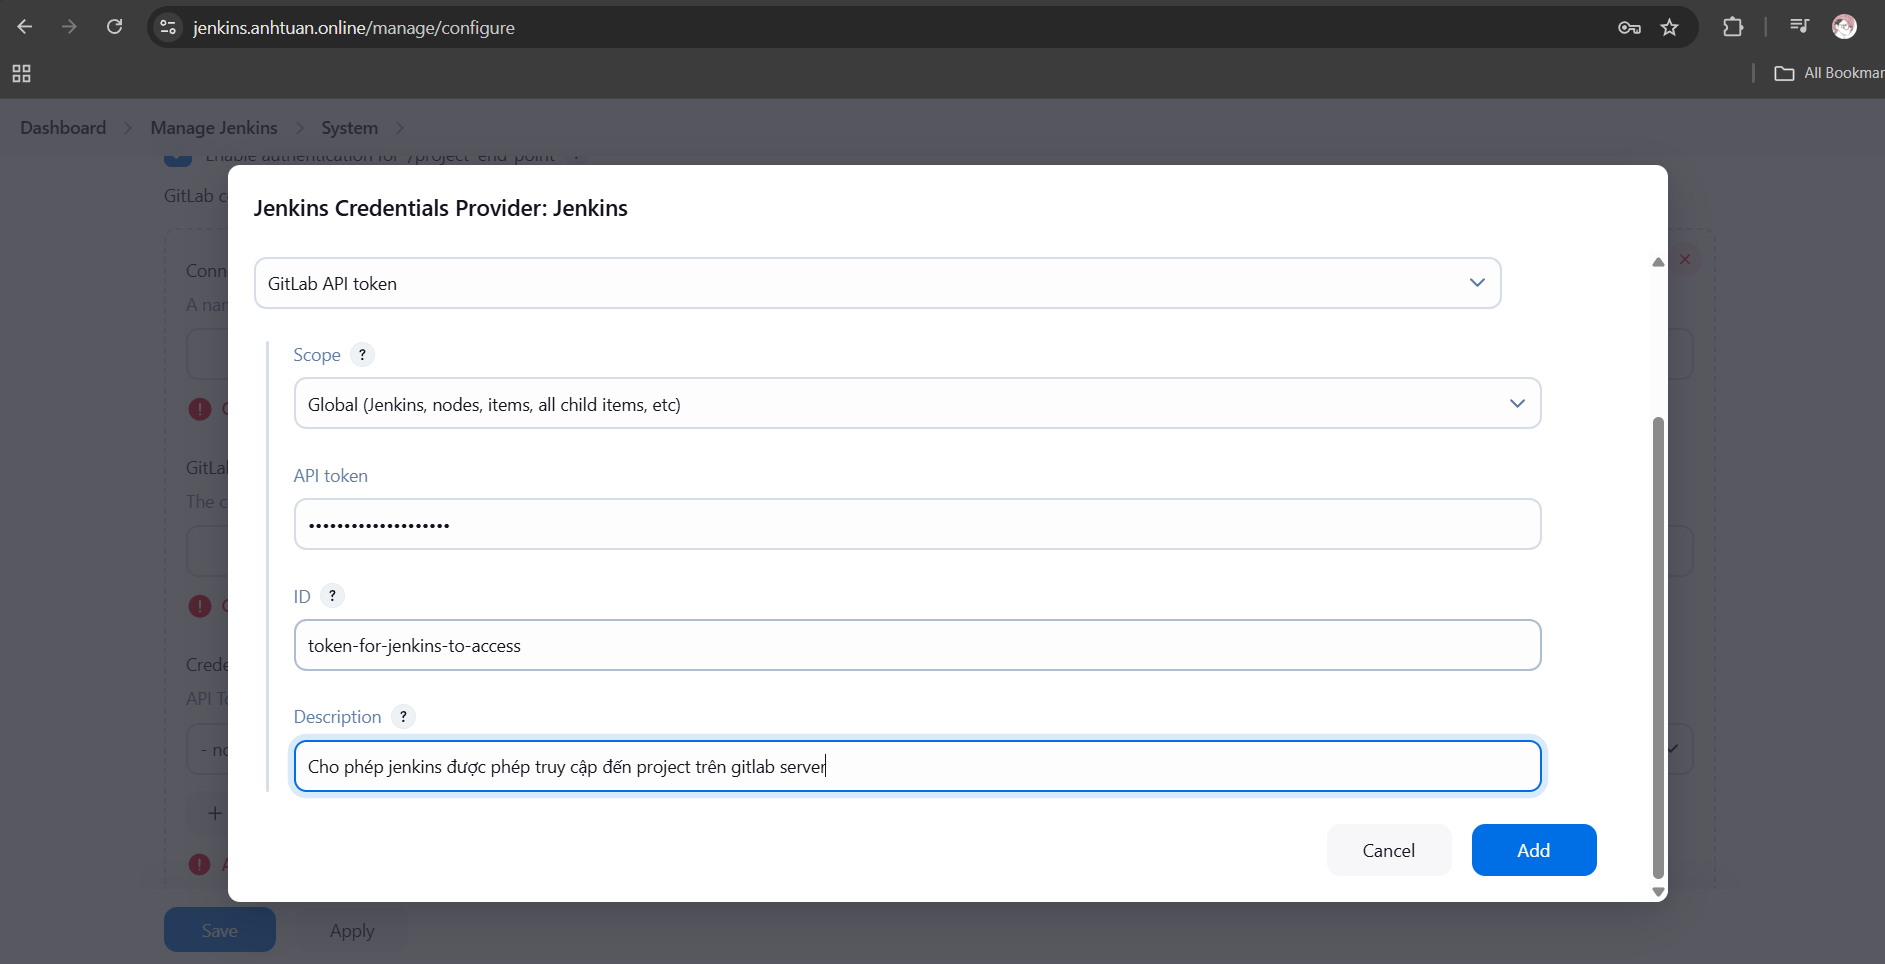 jenkins.anhtuan.online/manage/configure
All Bookmar
Dashboard
Manage Jenkins
System
Enable authentication for '/project' end-point
GitLab c
Jenkins Credentials Provider: Jenkins
GitLab API token
Conn
A nar
Scope ?
Global (Jenkins, nodes, items, all child items, etc)
API token
••••••••••••••••••••
GitLal
The c
ID ?
token-for-jenkins-to-access
Crede
API To
Description ?
- no
Cho phép jenkins được phép truy cập đến project trên gitlab server
+
Cancel
Add
Save
Apply